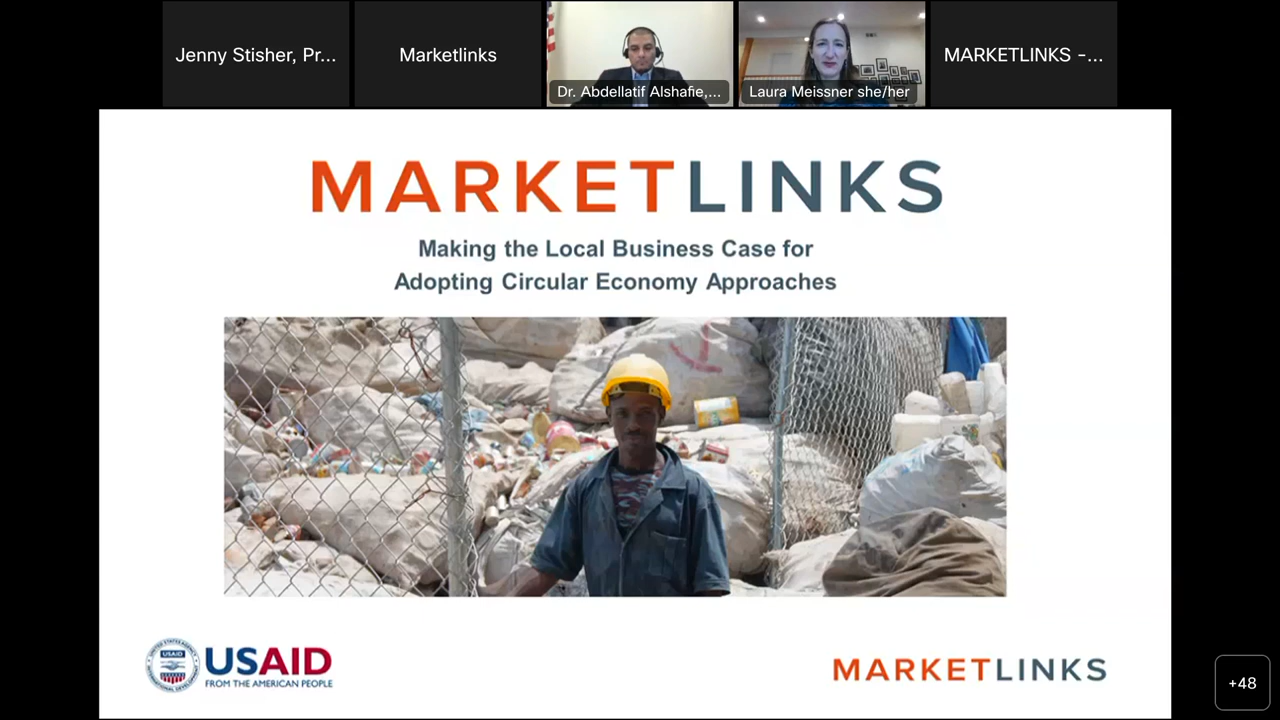 Jenny Stisher, Pr...
Marketlinks
Dr. Abdellatif Alshafie,...
Laura Meissner she/her
MARKETLINKS -...
MARKETLINKS
Making the Local Business Case for
Adopting Circular Economy Approaches
USAID
USAID
FROM THE AMERICAN PEOPLE
MARKETLINKS
+48